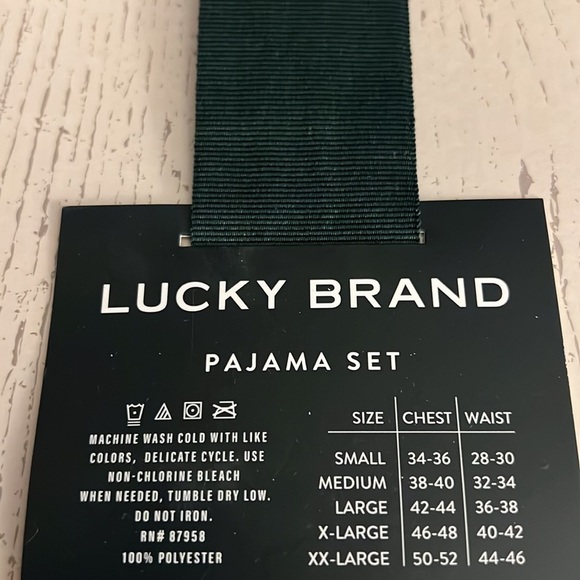 LUCKY BRAND
PAJAMA SET
MACHINE WASH COLD WITH LIKE
COLORS, DELICATE CYCLE. USE
NON-CHLORINE BLEACH
WHEN NEEDED, TUMBLE DRY LOW.
DO NOT IRON.
RN# 87958
100% POLYESTER
SIZE CHEST WAIST
SMALL 34-36 28-30
MEDIUM 38-40 32-34
LARGE 42-44 36-38
X-LARGE 46-48 40-42
XX-LARGE 50-52 44-46